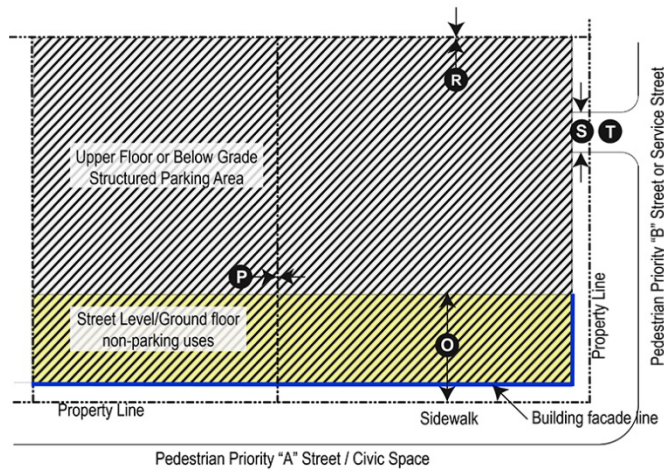 R
S T
Upper Floor or Below Grade
Structured Parking Area
P
Street Level/Ground floor
non-parking uses
O
Property Line
Pedestrian Priority "B" Street or Service Street
Property Line
Sidewalk
Building facade line
Pedestrian Priority "A" Street / Civic Space